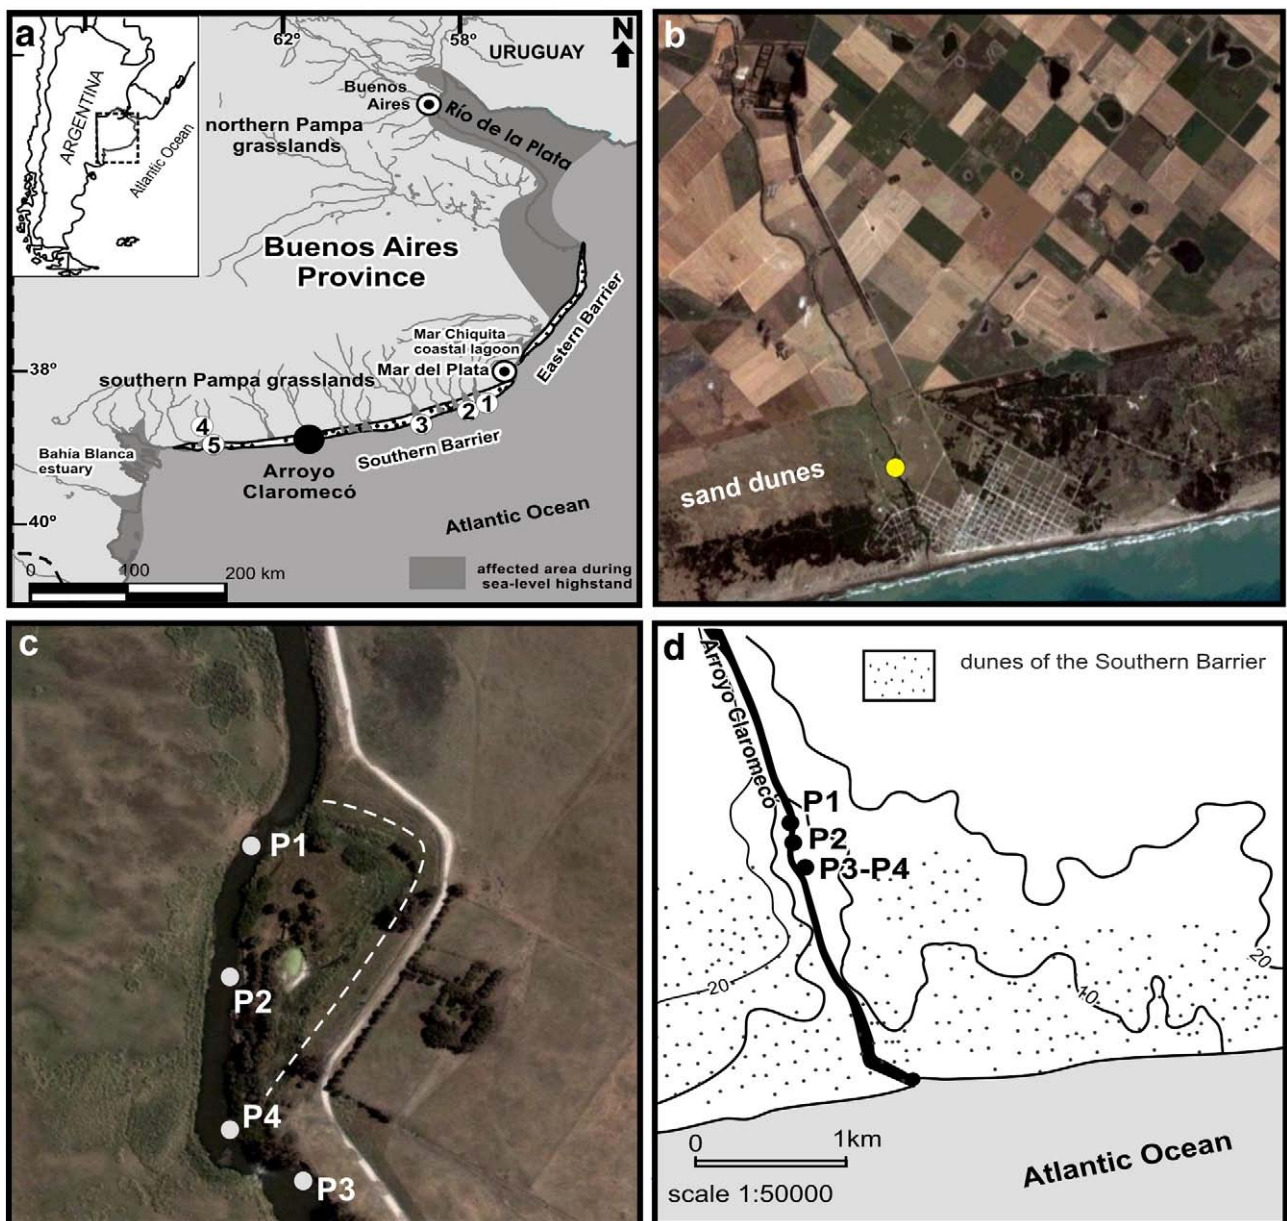 a
62°
58°
N
URUGUAY
ARGENTINA
Atlantic Ocean
Buenos
Aires
Río de la Plata
northern Pampa
grasslands
Buenos Aires
Province
Mar Chiquita
coastal lagoon
Eastern Barrier
38°
Mar del Plata
southern Pampa grasslands
1
2
3
4
5
Southern Barrier
Bahía Blanca
estuary
Arroyo
Claromecó
Atlantic Ocean
40°
0 100 200 km
affected area during
sea-level highstand
b
sand dunes
c
P1
P2
P4
P3
d
dunes of the Southern Barrier
Arroyo Claromecó
P1
P2
P3-P4
20
20
10
0 1km
scale 1:50000
Atlantic Ocean